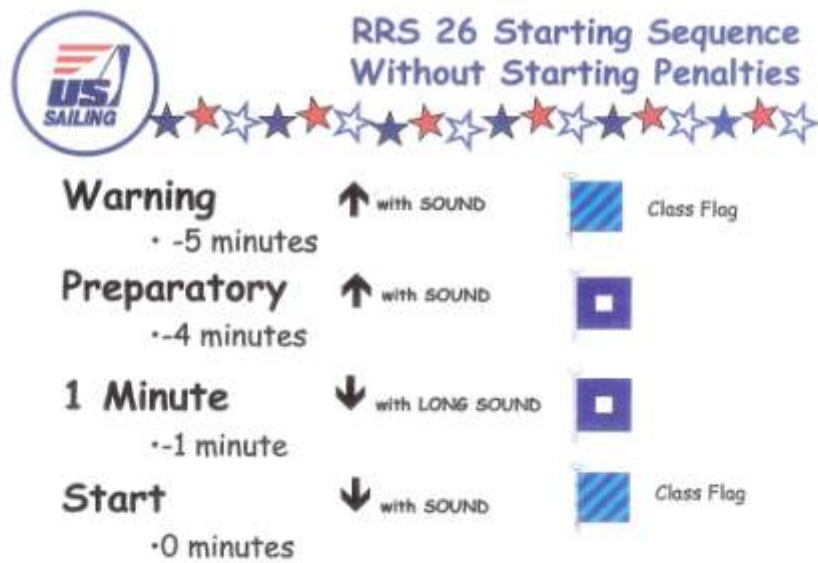 RRS 26 Starting Sequence
Without Starting Penalties
US
SAILING
Warning
with SOUND
Class Flag
• -5 minutes
Preparatory
with SOUND
•-4 minutes
1 Minute
with LONG SOUND
•-1 minute
Start
with SOUND
Class Flag
•0 minutes